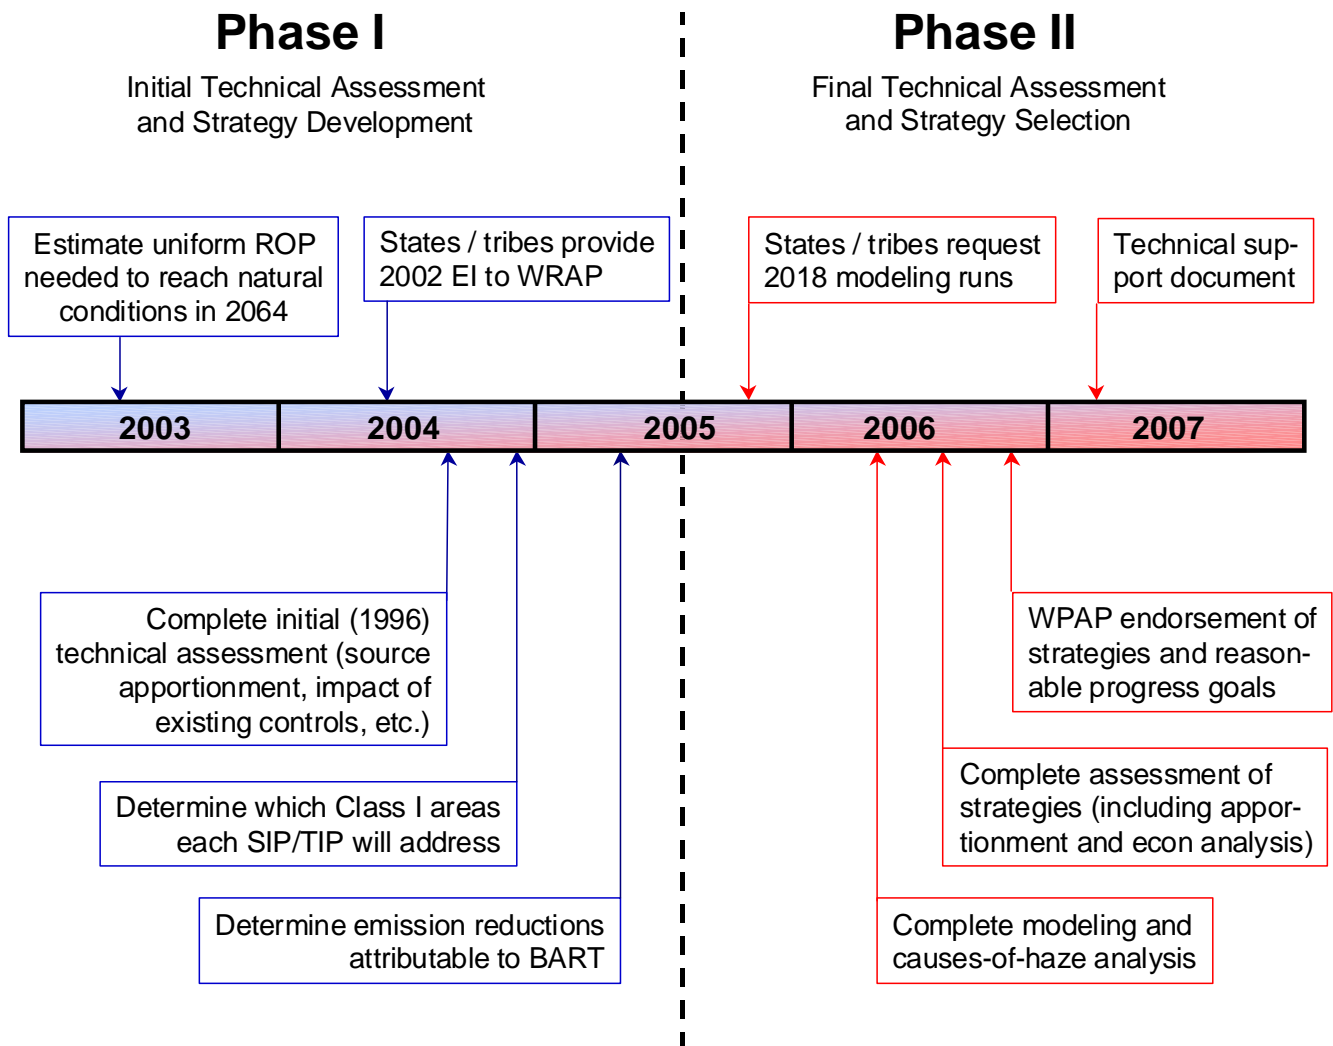 Phase I
Initial Technical Assessment
and Strategy Development
Phase II
Final Technical Assessment
and Strategy Selection
Estimate uniform ROP
needed to reach natural
conditions in 2064
States / tribes provide
2002 EI to WRAP
States / tribes request
2018 modeling runs
Technical sup-
port document
2003
2004
2005
2006
2007
Complete initial (1996)
technical assessment (source
apportionment, impact of
existing controls, etc.)
Determine which Class I areas
each SIP/TIP will address
Determine emission reductions
attributable to BART
WPAP endorsement of
strategies and reason-
able progress goals
Complete assessment of
strategies (including appor-
tionment and econ analysis)
Complete modeling and
causes-of-haze analysis